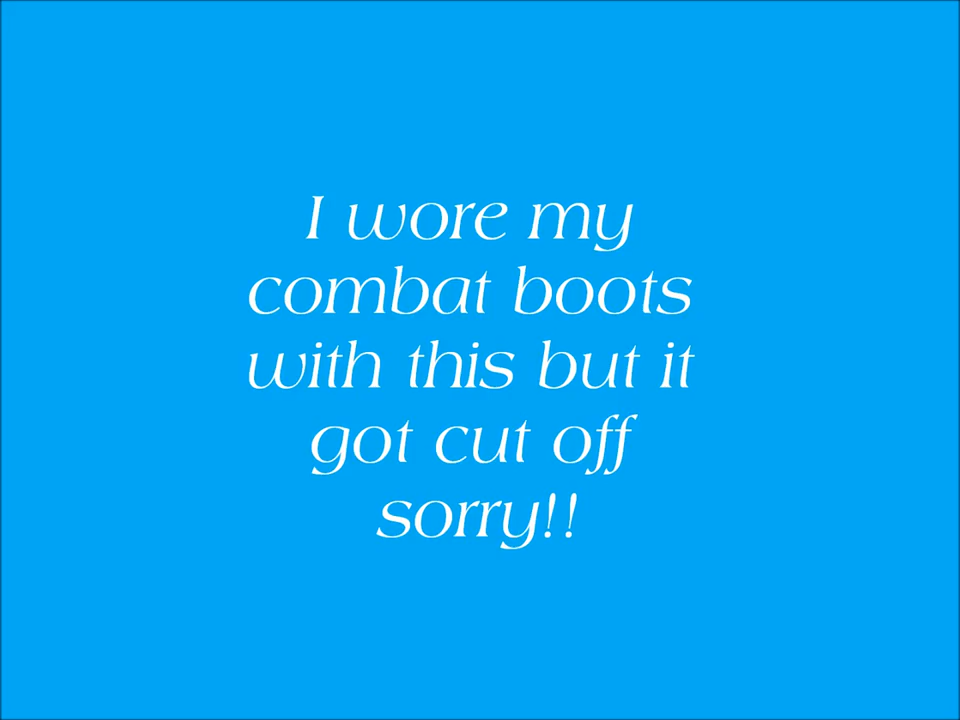 I wore my
combat boots
with this but it
got cut off
sorry!!